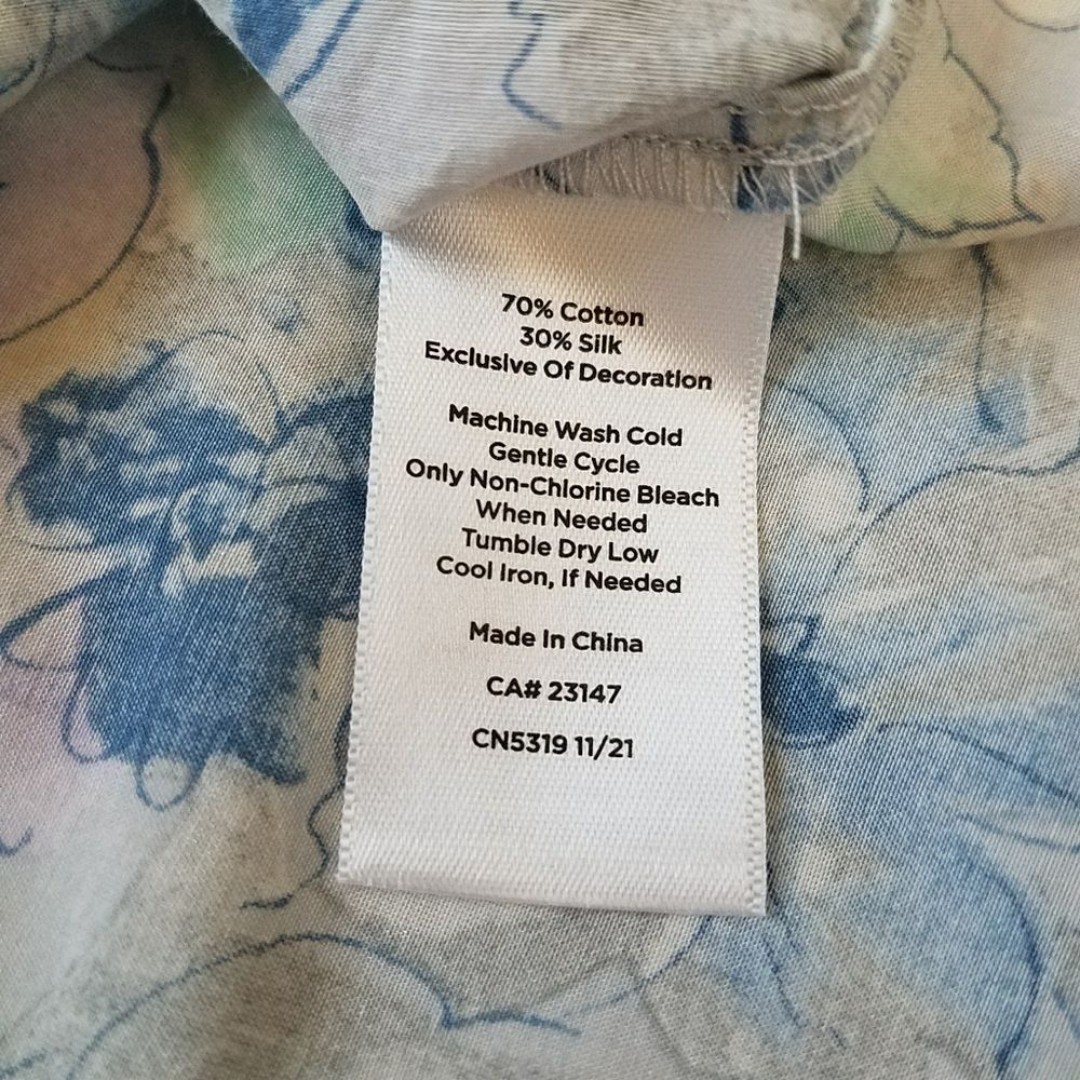 70% Cotton
30% Silk
Exclusive Of Decoration
Machine Wash Cold
Gentle Cycle
Only Non-Chlorine Bleach
When Needed
Tumble Dry Low
Cool Iron, If Needed
Made In China
CA# 23147
CN5319 11/21